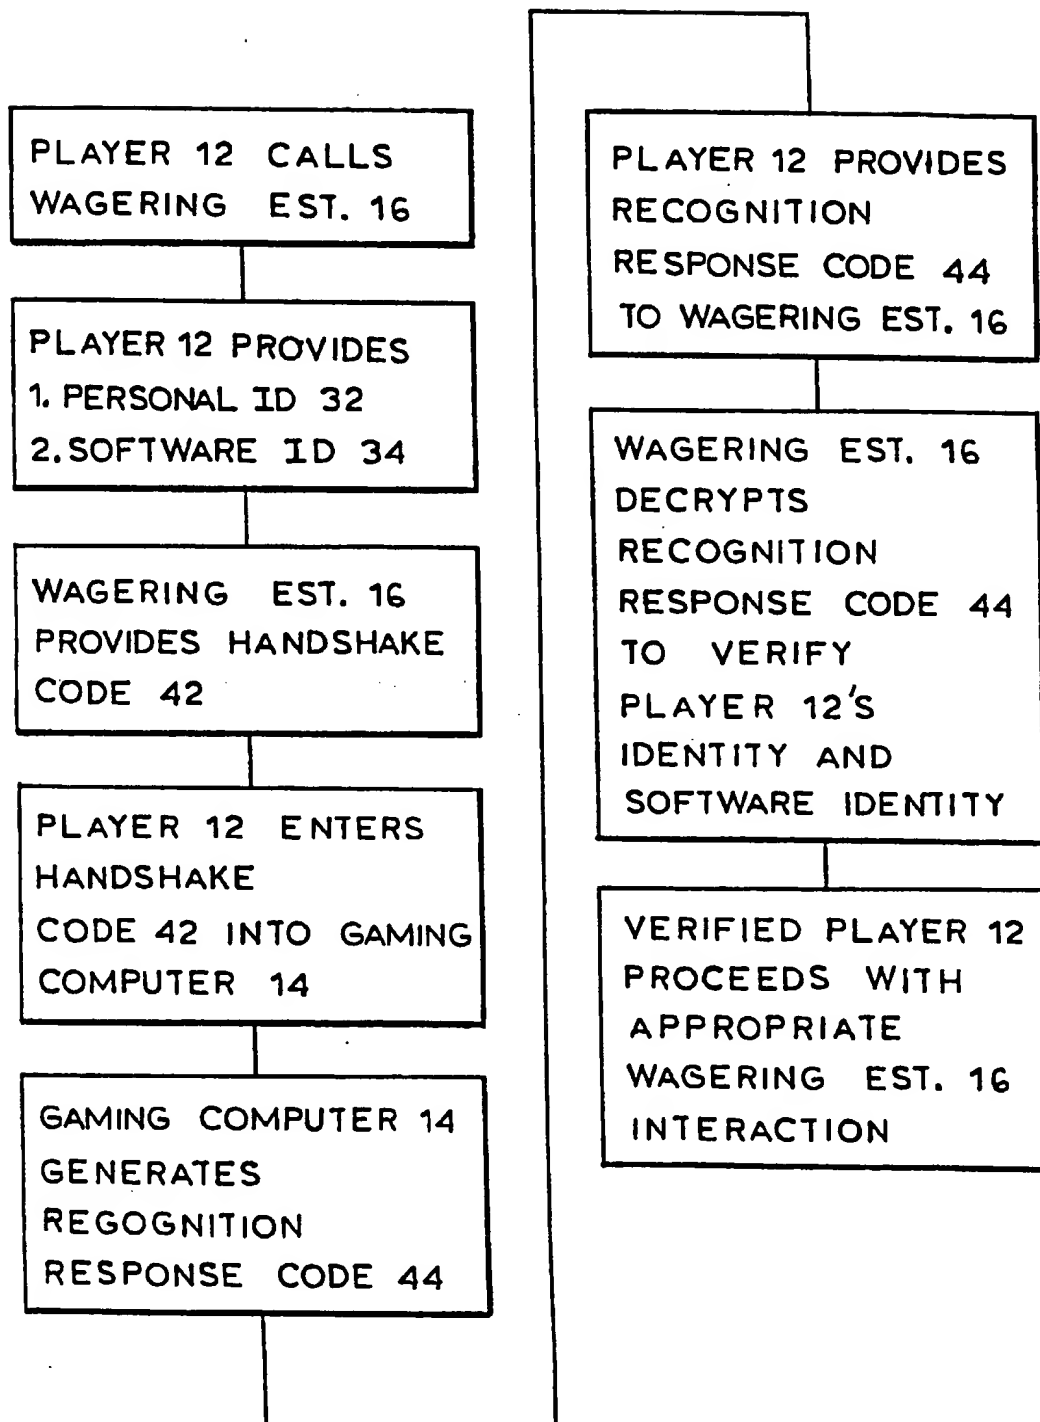 PLAYER 12 CALLS
WAGERING EST. 16
PLAYER 12 PROVIDES
1. PERSONAL ID 32
2. SOFTWARE ID 34
WAGERING EST. 16
PROVIDES HANDSHAKE
CODE 42
PLAYER 12 ENTERS
HANDSHAKE
CODE 42 INTO GAMING
COMPUTER 14
GAMING COMPUTER 14
GENERATES
REGOGNITION
RESPONSE CODE 44
PLAYER 12 PROVIDES
RECOGNITION
RESPONSE CODE 44
TO WAGERING EST. 16
WAGERING EST. 16
DECRYPTS
RECOGNITION
RESPONSE CODE 44
TO VERIFY
PLAYER 12'S
IDENTITY AND
SOFTWARE IDENTITY
VERIFIED PLAYER 12
PROCEEDS WITH
APPROPRIATE
WAGERING EST. 16
INTERACTION